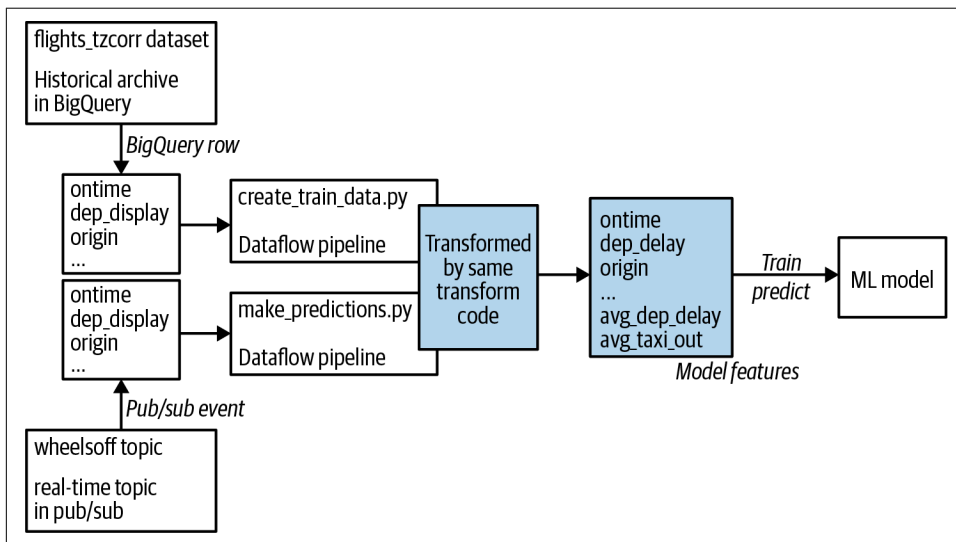 flights_tzcorr dataset
Historical archive
in BigQuery
BigQuery row
ontime
dep_display
origin
...
create_train_data.py
Dataflow pipeline
ontime
dep_display
origin
...
make_predictions.py
Dataflow pipeline
Pub/sub event
wheelsoff topic
real-time topic
in pub/sub
Transformed
by same
transform
code
ontime
dep_delay
origin
...
avg_dep_delay
avg_taxi_out
Model features
Train
predict
ML model